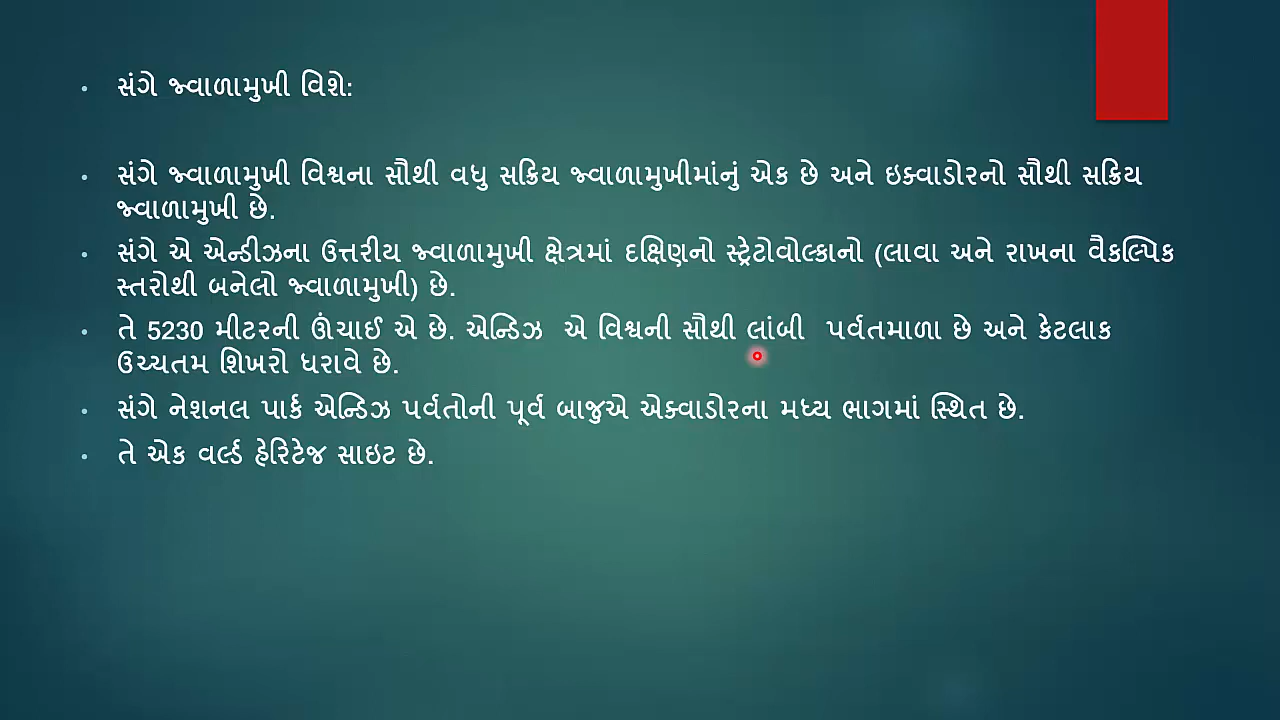 • સંગે જ્વાળામુખી વિશે:
• સંગે જ્વાળામુખી વિશ્વના સૌથી વધુ સક્રિય જ્વાળામુખીમાંનું એક છે અને ઇક્વાડોરનો સૌથી સક્રિય
જ્વાળામુખી છે.
• સંગે એ એન્ડીઝના ઉત્તરીય જ્વાળામુખી ક્ષેત્રમાં દક્ષિણનો સ્ટ્રેટોવોલ્કાનો (લાવા અને રાખના વૈકલ્પિક
સ્તરોથી બનેલો જ્વાળામુખી) છે.
• તે 5230 મીટરની ઊંચાઈ એ છે. એન્ડિઝ એ વિશ્વની સૌથી લાંબી પર્વતમાળા છે અને કેટલાક
ઉચ્ચતમ શિખરો ધરાવે છે.
• સંગે નેશનલ પાર્ક એન્ડિઝ પર્વતોની પૂર્વ બાજુએ એક્વાડોરના મધ્ય ભાગમાં સ્થિત છે.
• તે એક વર્લ્ડ હેરિટેજ સાઇટ છે.